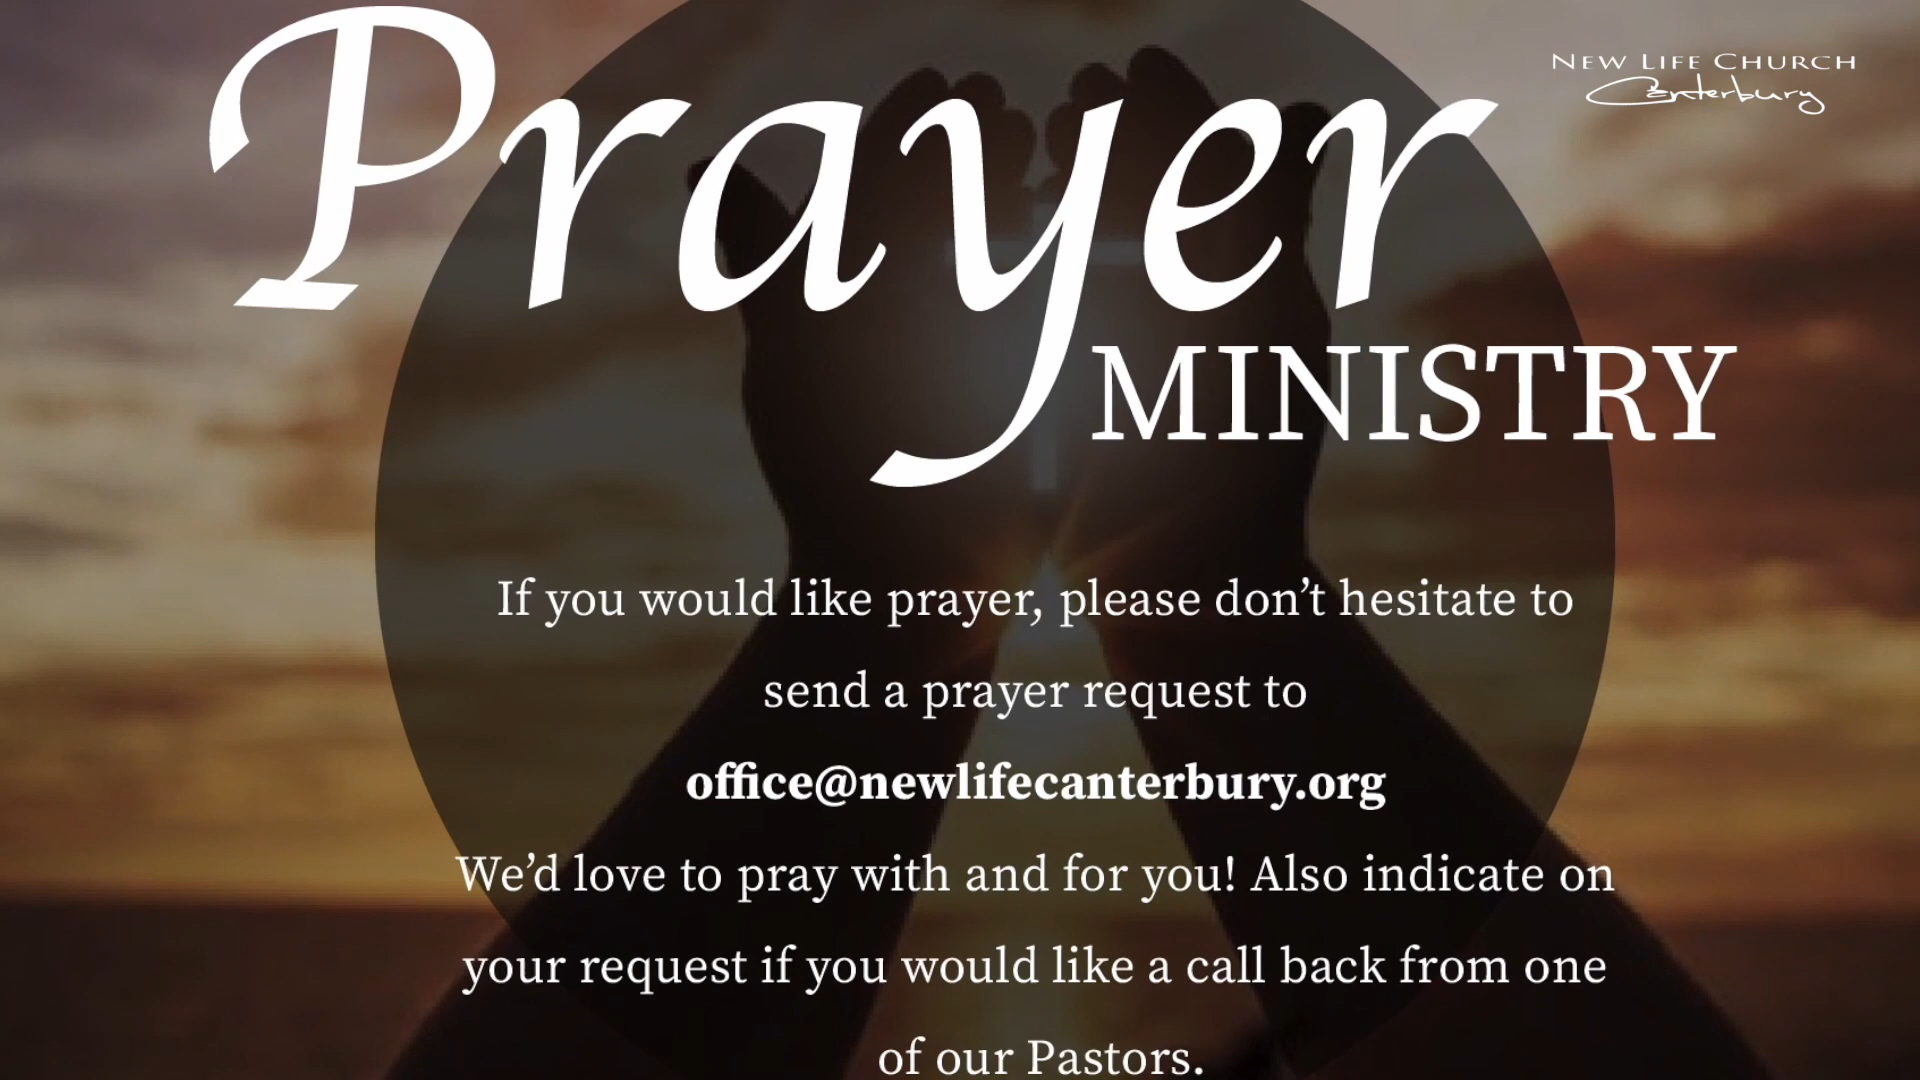 NEW LIFE CHURCH
Canterbury
Prayer
MINISTRY
If you would like prayer, please don’t hesitate to
send a prayer request to
office@newlifecanterbury.org
We’d love to pray with and for you! Also indicate on
your request if you would like a call back from one
of our Pastors.